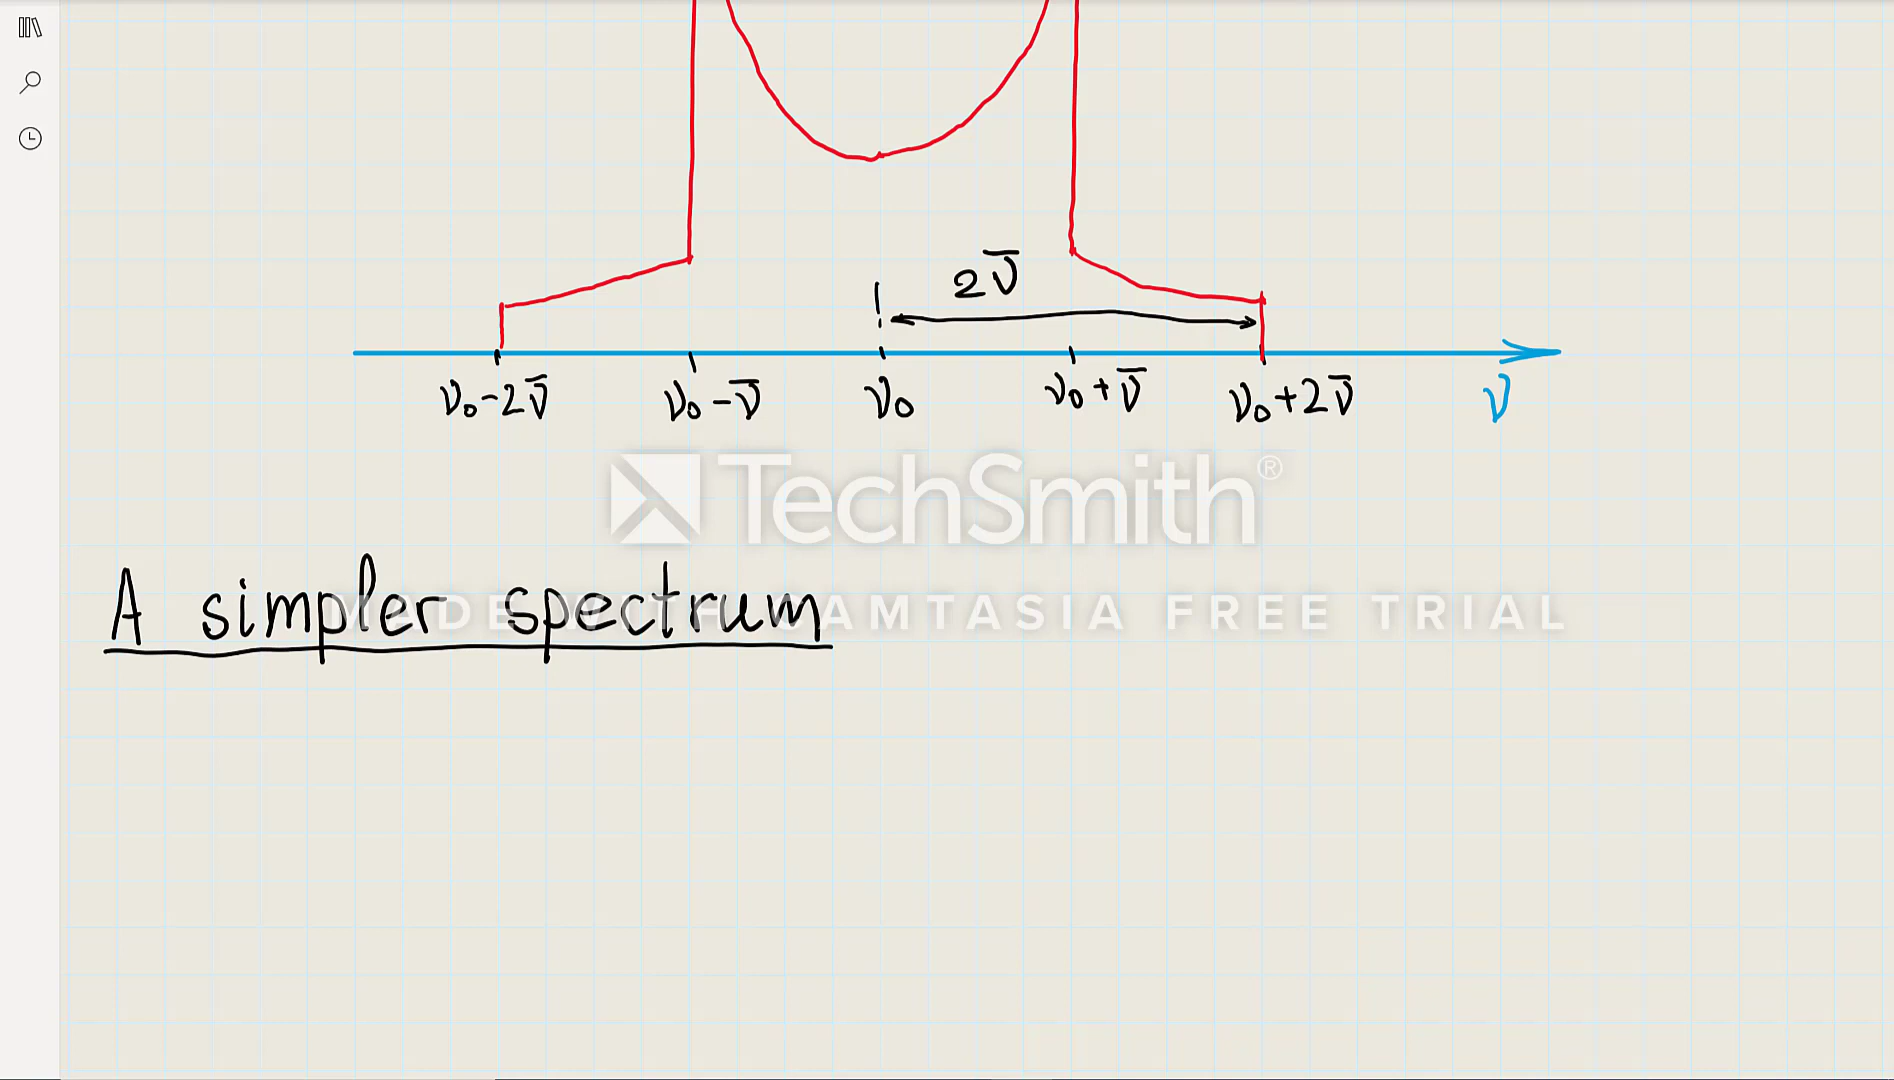 2ν̄
ν₀-2ν̄ ν₀-ν̄ ν₀ ν₀+ν̄ ν₀+2ν̄ ν
TechSmith®
A simpler spectrum
MADE WITH CAMTASIA FREE TRIAL